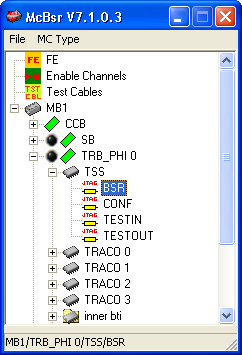 McBsr V7.1.0.3
File MC Type
FE FE
Enable Channels
TST CBL Test Cables
MB1
CCB
SB
TRB_PHI 0
TSS
JTAG BSR
JTAG CONF
JTAG TESTIN
JTAG TESTOUT
TRACO 0
TRACO 1
TRACO 2
TRACO 3
inner bti
MB1/TRB_PHI 0/TSS/BSR